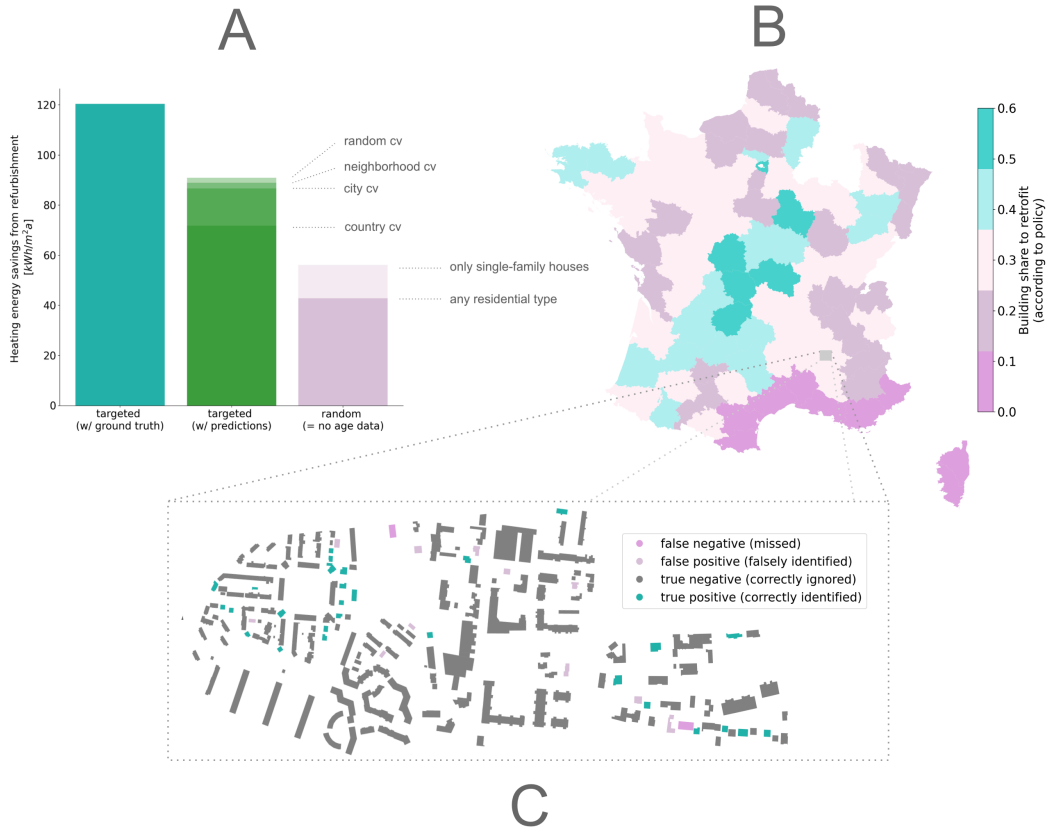 A
B
Heating energy savings from refurbishment
[kWh/m²a]
120
100
80
60
40
20
0
random cv
neighborhood cv
city cv
country cv
only single-family houses
any residential type
targeted
(w/ ground truth)
targeted
(w/ predictions)
random
(= no age data)
0.6
0.5
0.4
0.3
0.2
0.1
0.0
Building share to retrofit
(according to policy)
false negative (missed)
false positive (falsely identified)
true negative (correctly ignored)
true positive (correctly identified)
C